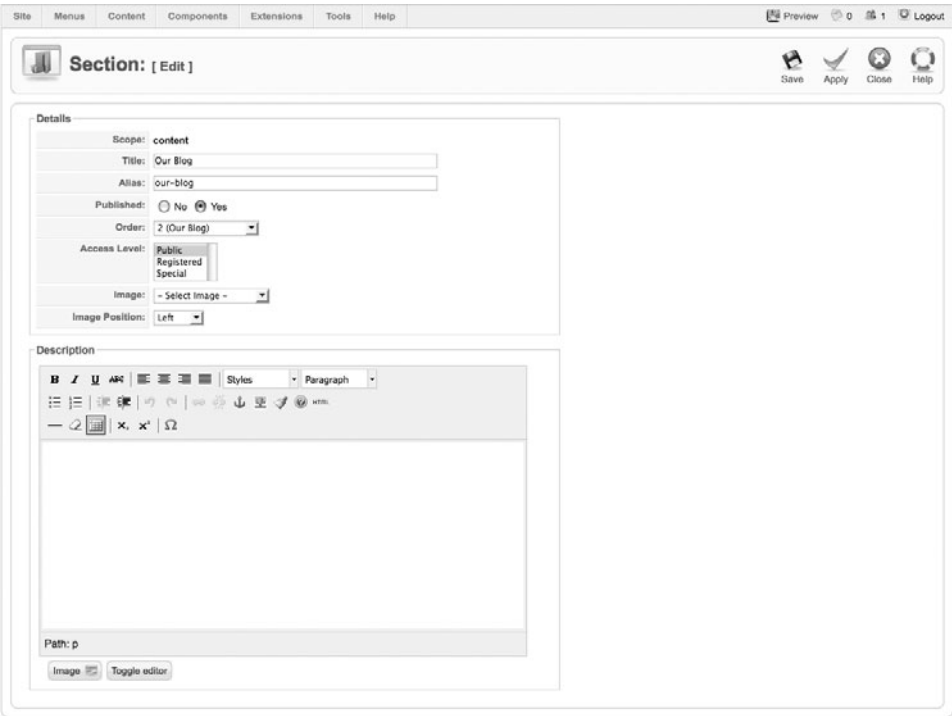 Site Menus Content Components Extensions Tools Help Preview 0 1 Logout
Section: [ Edit ]
Save Apply Close Help
Details
Scope: content
Title: Our Blog
Alias: our-blog
Published: No Yes
Order: 2 (Our Blog)
Access Level: Public
Registered
Special
Image: - Select Image -
Image Position: Left
Description
B I U ABC Styles Paragraph
HTML
x, x² Ω
Path: p
Image Toggle editor